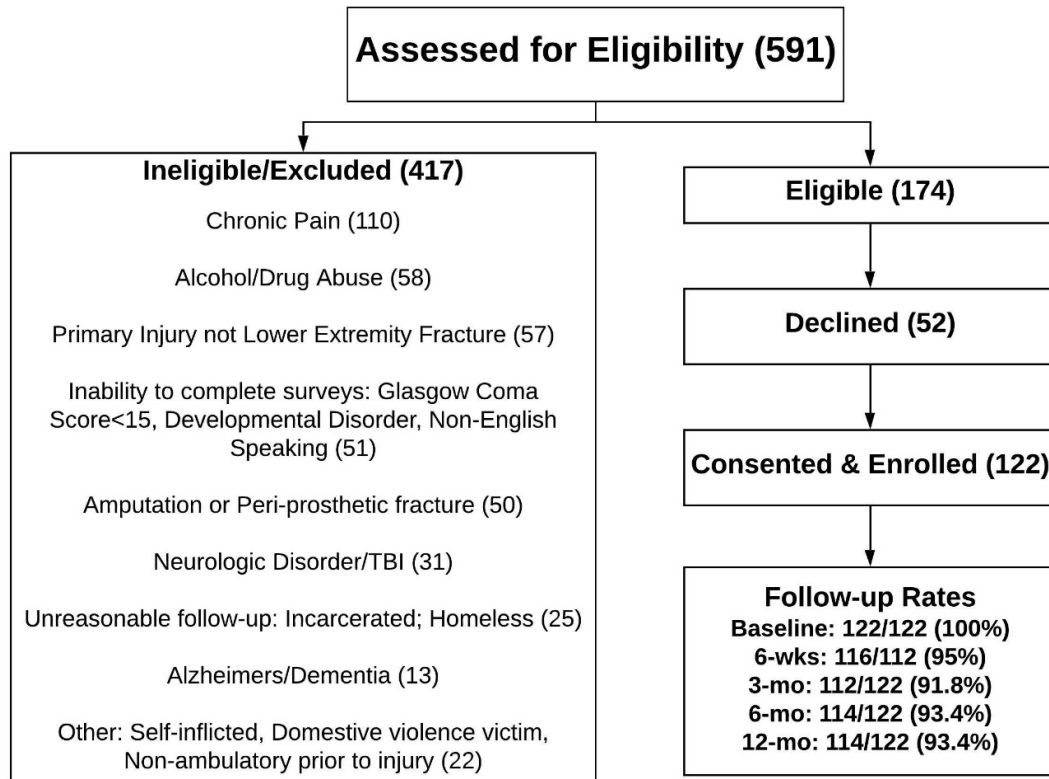 Assessed for Eligibility (591)
Ineligible/Excluded (417)
Chronic Pain (110)
Alcohol/Drug Abuse (58)
Primary Injury not Lower Extremity Fracture (57)
Inability to complete surveys: Glasgow Coma
Score<15, Developmental Disorder, Non-English
Speaking (51)
Amputation or Peri-prosthetic fracture (50)
Neurologic Disorder/TBI (31)
Unreasonable follow-up: Incarcerated; Homeless (25)
Alzheimers/Dementia (13)
Other: Self-inflicted, Domestive violence victim,
Non-ambulatory prior to injury (22)
Eligible (174)
Declined (52)
Consented & Enrolled (122)
Follow-up Rates
Baseline: 122/122 (100%)
6-wks: 116/112 (95%)
3-mo: 112/122 (91.8%)
6-mo: 114/122 (93.4%)
12-mo: 114/122 (93.4%)